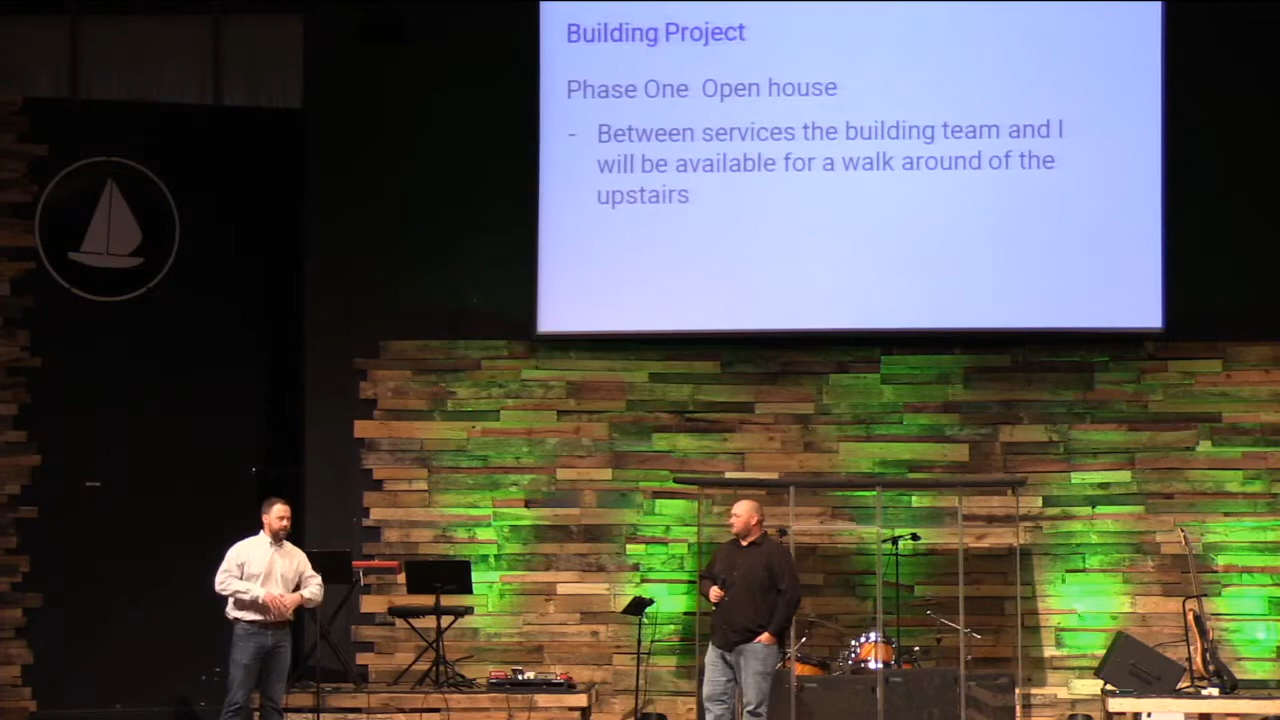 Building Project
Phase One Open house
- Between services the building team and I
will be available for a walk around of the
upstairs